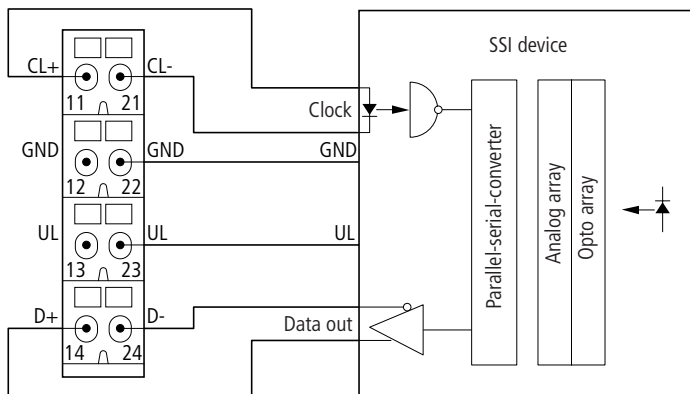 SSI device
CL+ CL-
11 21
Clock
GND GND GND
12 22
UL UL UL
13 23
D+ D-
14 24
Data out
Parallel-serial-converter
Analog array
Opto array